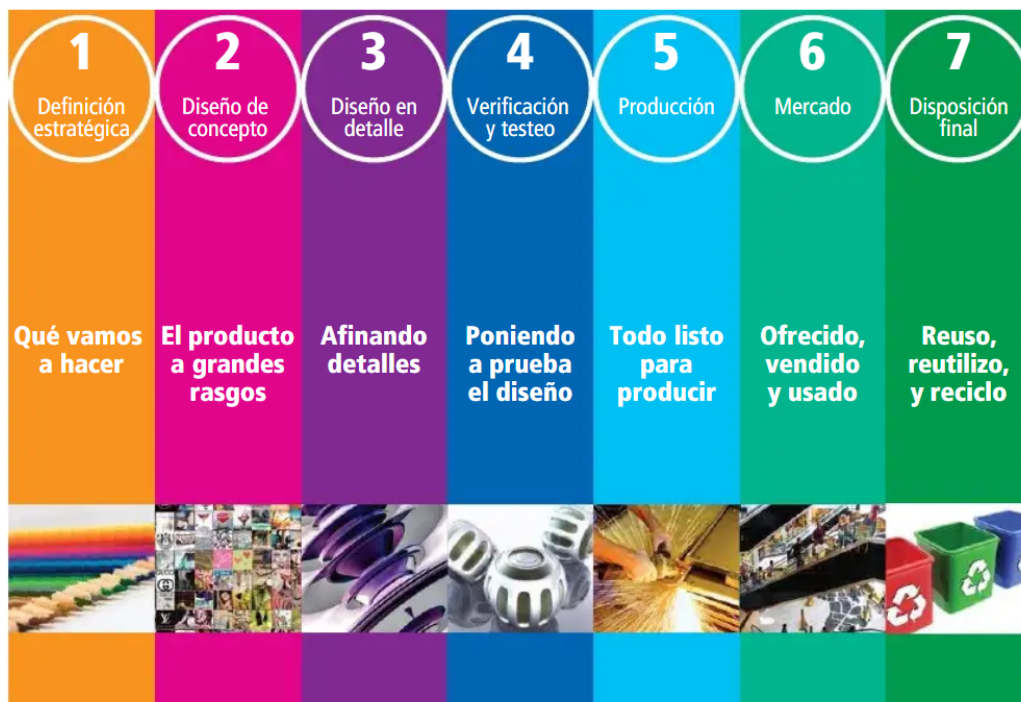 1
Definición
estratégica
2
Diseño de
concepto
3
Diseño en
detalle
4
Verificación
y testeo
5
Producción
6
Mercado
7
Disposición
final
Qué vamos
a hacer
El producto
a grandes
rasgos
Afinando
detalles
Poniendo
a prueba
el diseño
Todo listo
para
producir
Ofrecido,
vendido
y usado
Reuso,
reutilizo,
y reciclo